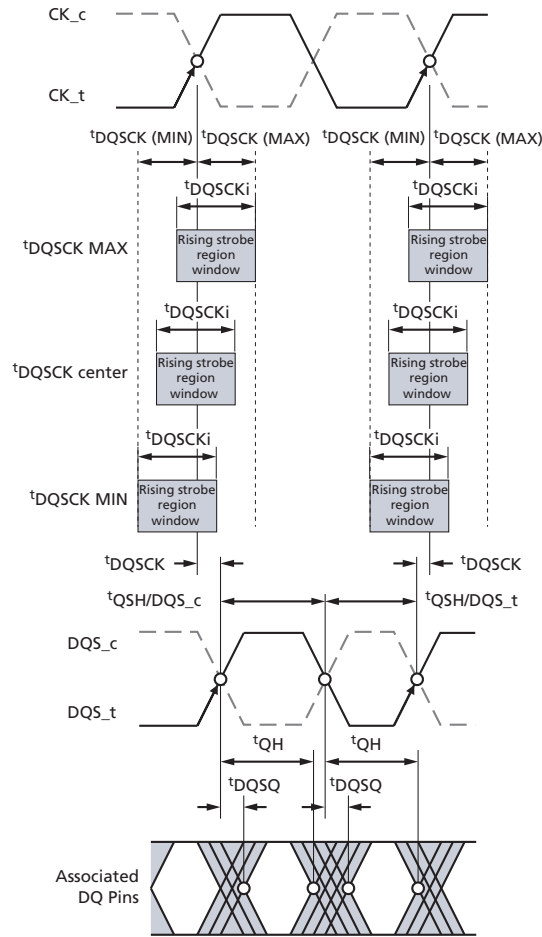 CK_c
CK_t
tDQSCK (MIN) tDQSCK (MAX) tDQSCK (MIN) tDQSCK (MAX)
tDQSCKi tDQSCKi
tDQSCK MAX
Rising strobe
region
window
Rising strobe
region
window
tDQSCKi tDQSCKi
tDQSCK center
Rising strobe
region
window
Rising strobe
region
window
tDQSCKi tDQSCKi
tDQSCK MIN
Rising strobe
region
window
Rising strobe
region
window
tDQSCK tDQSCK
tQSH/DQS_c tQSH/DQS_t
DQS_c
DQS_t
tQH tQH
tDQSQ tDQSQ
Associated
DQ Pins